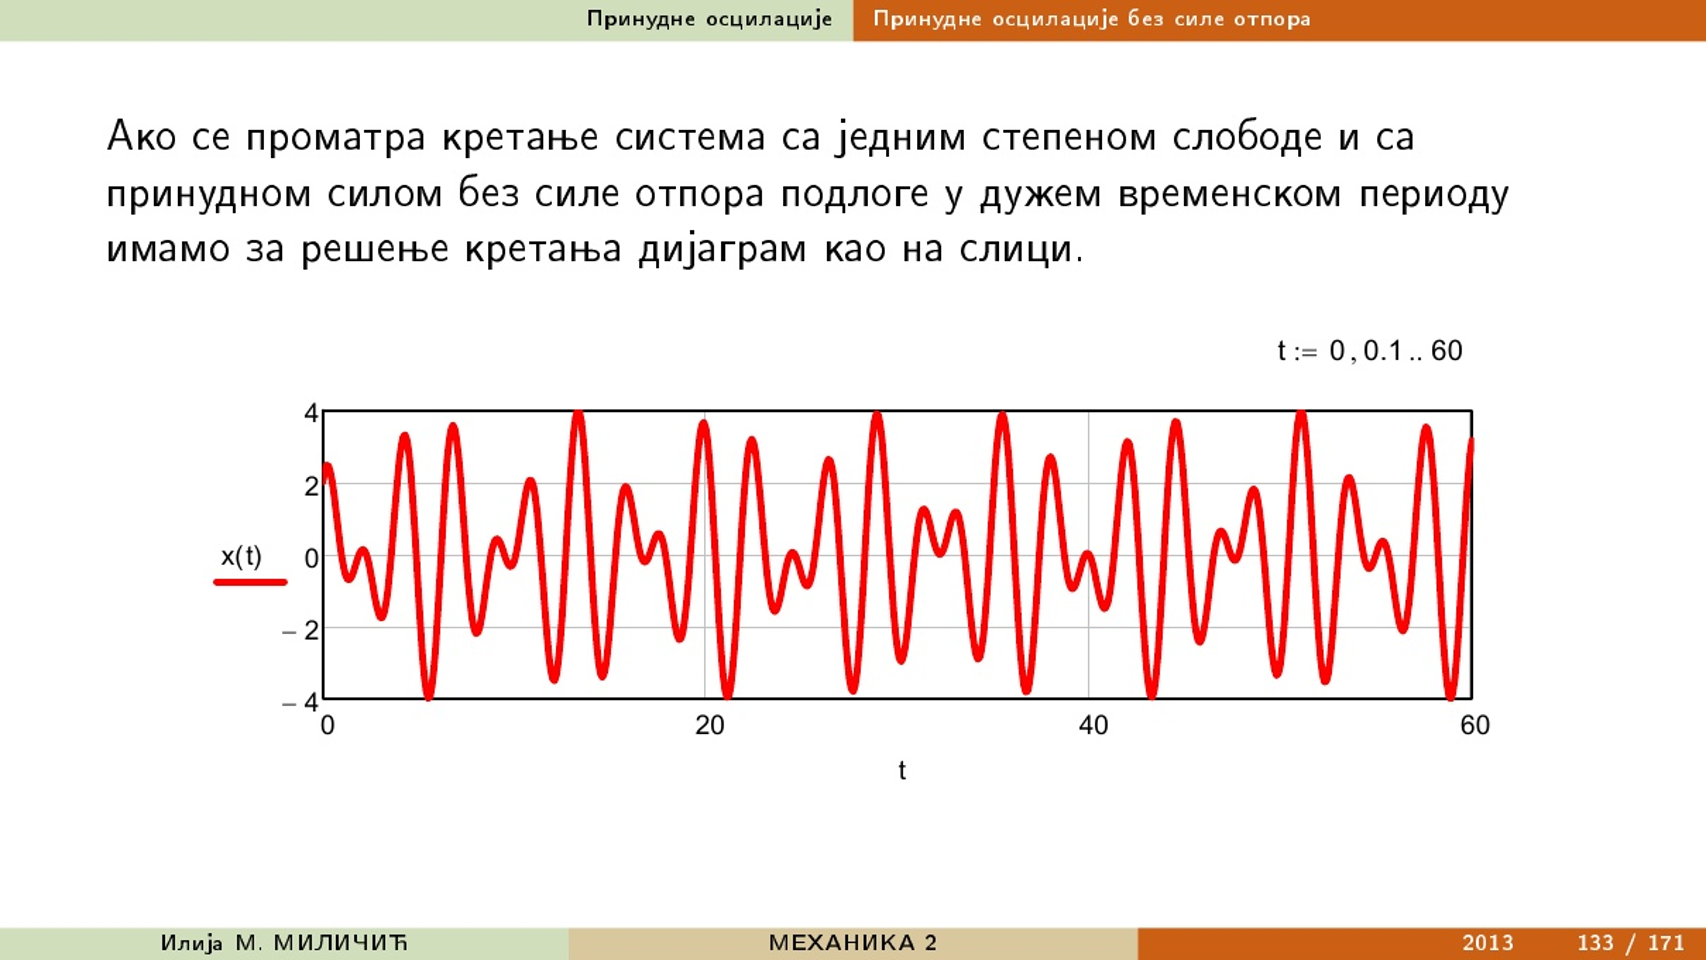 Принудне осцилације
Принудне осцилације без силе отпора
Ако се проматра кретање система са једним степеном слободе и са
принудном силом без силе отпора подлоге у дужем временском периоду
имамо за решење кретања дијаграм као на слици.
t := 0 , 0.1 .. 60
4
2
x(t)
0
– 2
– 4
0 20 40 60
t
Илија М. МИЛИЧИЋ
МЕХАНИКА 2
2013 133 / 171